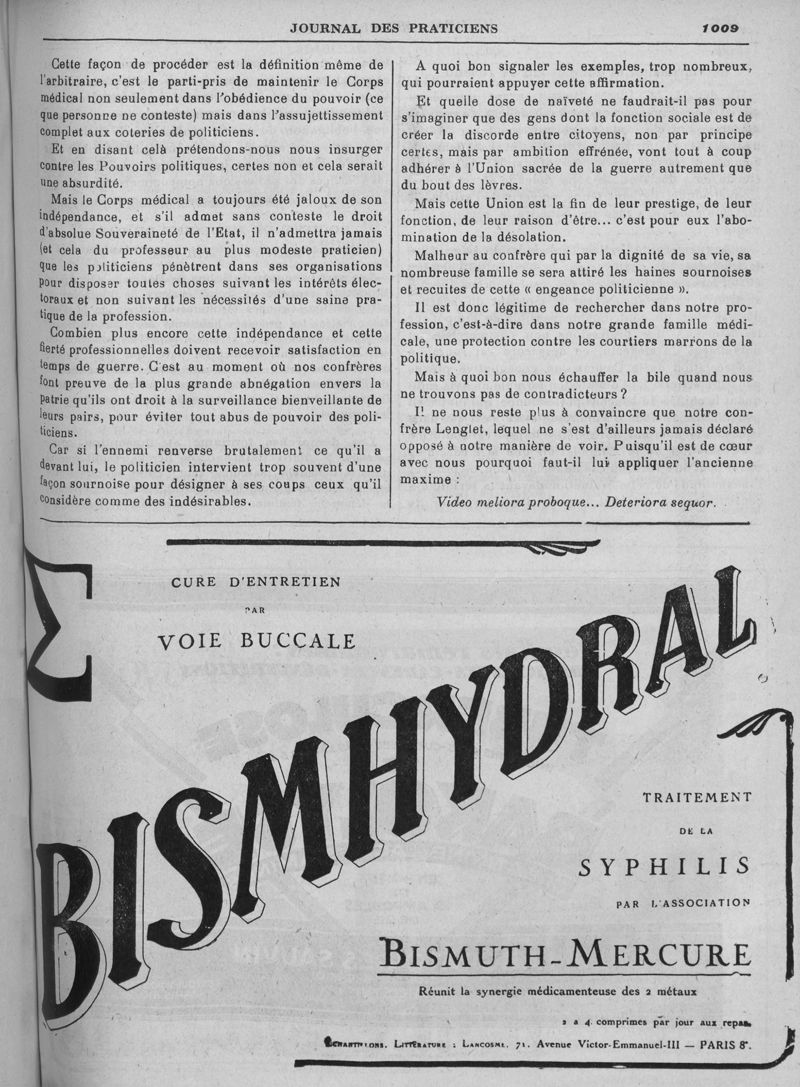 JOURNAL DES PRATICIENS 1009
Cette façon de procéder est la définition même de
l'arbitraire, c'est le parti-pris de maintenir le Corps
médical non seulement dans l'obédience du pouvoir (ce
que personne ne conteste) mais dans l'assujettissement
complet aux coteries de politiciens.
Et en disant celà prétendons-nous nous insurger
contre les Pouvoirs politiques, certes non et cela serait
une absurdité.
Mais le Corps médical a toujours été jaloux de son
indépendance, et s'il admet sans conteste le droit
d'absolue Souveraineté de l'Etat, il n'admettra jamais
(et cela du professeur au plus modeste praticien)
que les politiciens pénètrent dans ses organisations
pour disposer toutes choses suivant les intérêts élec-
toraux et non suivant les nécessités d'une saine pra-
tique de la profession.
Combien plus encore cette indépendance et cette
fierté professionnelles doivent recevoir satisfaction en
temps de guerre. C'est au moment où nos confrères
font preuve de la plus grande abnégation envers la
patrie qu'ils ont droit à la surveillance bienveillante de
leurs pairs, pour éviter tout abus de pouvoir des poli-
ticiens.
Car si l'ennemi renverse brutalement ce qu'il a
devant lui, le politicien intervient trop souvent d'une
façon sournoise pour désigner à ses coups ceux qu'il
considère comme des indésirables.
A quoi bon signaler les exemples, trop nombreux,
qui pourraient appuyer cette affirmation.
Et quelle dose de naïveté ne faudrait-il pas pour
s'imaginer que des gens dont la fonction sociale est de
créer la discorde entre citoyens, non par principe
certes, mais par ambition effrénée, vont tout à coup
adhérer à l'Union sacrée de la guerre autrement que
du bout des lèvres.
Mais cette Union est la fin de leur prestige, de leur
fonction, de leur raison d'être... c'est pour eux l'abo-
mination de la désolation.
Malheur au confrère qui par la dignité de sa vie, sa
nombreuse famille se sera attiré les haines sournoises
et recuites de cette « engeance politicienne ».
Il est donc légitime de rechercher dans notre pro-
fession, c'est-à-dire dans notre grande famille médi-
cale, une protection contre les courtiers marrons de la
politique.
Mais à quoi bon nous échauffer la bile quand nous
ne trouvons pas de contradicteurs ?
Il ne nous reste plus à convaincre que notre con-
frère Lenglet, lequel ne s'est d'ailleurs jamais déclaré
opposé à notre manière de voir. Puisqu'il est de cœur
avec nous pourquoi faut-il lui appliquer l'ancienne
maxime :
Video meliora proboque... Deteriora sequor.
CURE D'ENTRETIEN
PAR
VOIE BUCCALE
BISMHYDRAL
TRAITEMENT
DE LA
SYPHILIS
PAR L'ASSOCIATION
BISMUTH-MERCURE
Réunit la synergie médicamenteuse des 2 métaux
2 a 4 comprimes par jour aux repas.
ECHANTILLONS, LITTÉRATURE : LANCOSME, 71, Avenue Victor-Emmanuel-III — PARIS 8e.